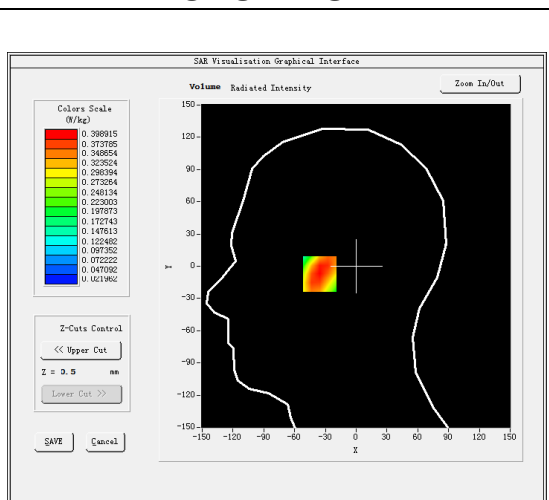 SAR Visualisation Graphical Interface
Volume Radiated Intensity
Zoom In/Out
Colors Scale
(W/kg)
0.398915
0.373785
0.348654
0.323524
0.298394
0.273264
0.248134
0.223003
0.197873
0.172743
0.147613
0.122482
0.097352
0.072222
0.047092
0.021962
Z-Cuts Control
<< Upper Cut
Z = 3.5 mm
Lower Cut >>
SAVE Cancel
150
120
90
60
30
0
-30
-60
-90
-120
-150
Y
-150 -120 -90 -60 -30 0 30 60 90 120 150
X